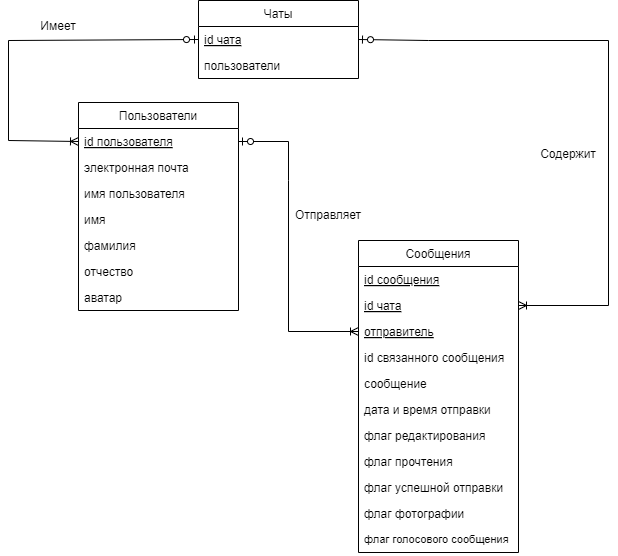 Чаты
Имеет
id чата
пользователи
Пользователи
id пользователя
электронная почта
имя пользователя
имя
фамилия
отчество
аватар
Содержит
Отправляет
Сообщения
id сообщения
id чата
отправитель
id связанного сообщения
сообщение
дата и время отправки
флаг редактирования
флаг прочтения
флаг успешной отправки
флаг фотографии
флаг голосового сообщения